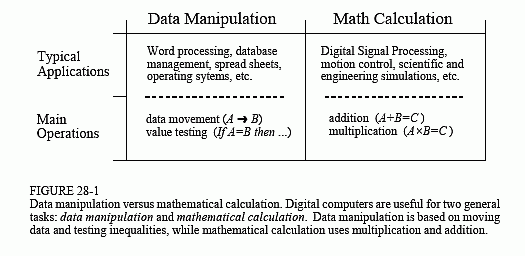 Data Manipulation Math Calculation
Typical Applications
Word processing, database
management, spread sheets,
operating sytems, etc.
Digital Signal Processing,
motion control, scientific and
engineering simulations, etc.
Main Operations
data movement (A ➔ B)
value testing (If A=B then ...)
addition (A+B=C)
multiplication (A×B=C)
FIGURE 28-1
Data manipulation versus mathematical calculation. Digital computers are useful for two general
tasks: data manipulation and mathematical calculation. Data manipulation is based on moving
data and testing inequalities, while mathematical calculation uses multiplication and addition.